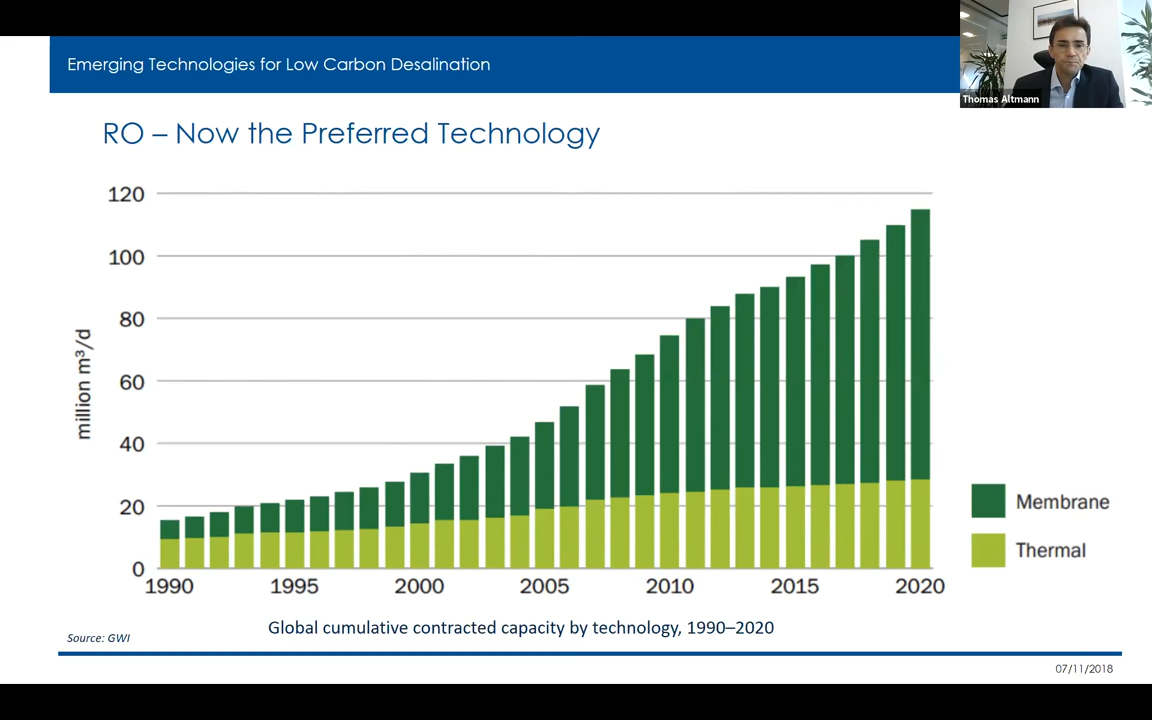 Emerging Technologies for Low Carbon Desalination
Thomas Altmann
RO – Now the Preferred Technology
120
100
80
60
40
20
0
million m³/d
1990 1995 2000 2005 2010 2015 2020
Membrane
Thermal
Global cumulative contracted capacity by technology, 1990–2020
Source: GWI
07/11/2018